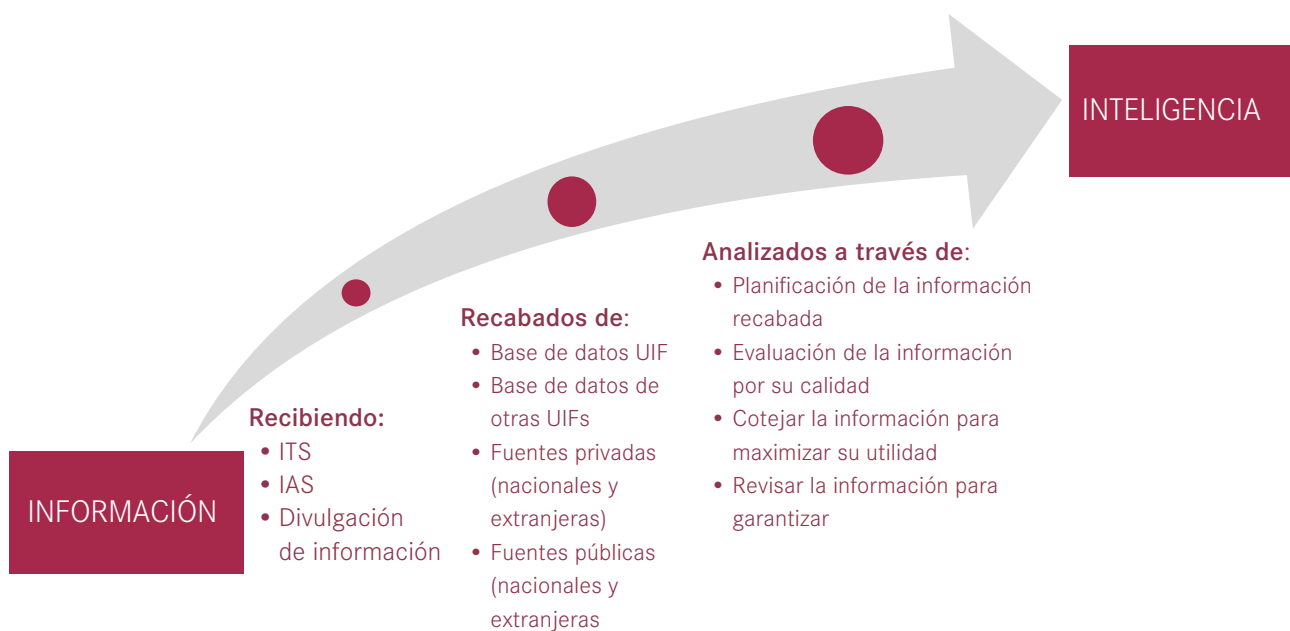 INFORMACIÓN
Recibiendo:
• ITS
• IAS
• Divulgación
de información
Recabados de:
• Base de datos UIF
• Base de datos de
otras UIFs
• Fuentes privadas
(nacionales y
extranjeras)
• Fuentes públicas
(nacionales y
extranjeras
Analizados a través de:
• Planificación de la información
recabada
• Evaluación de la información
por su calidad
• Cotejar la información para
maximizar su utilidad
• Revisar la información para
garantizar
INTELIGENCIA